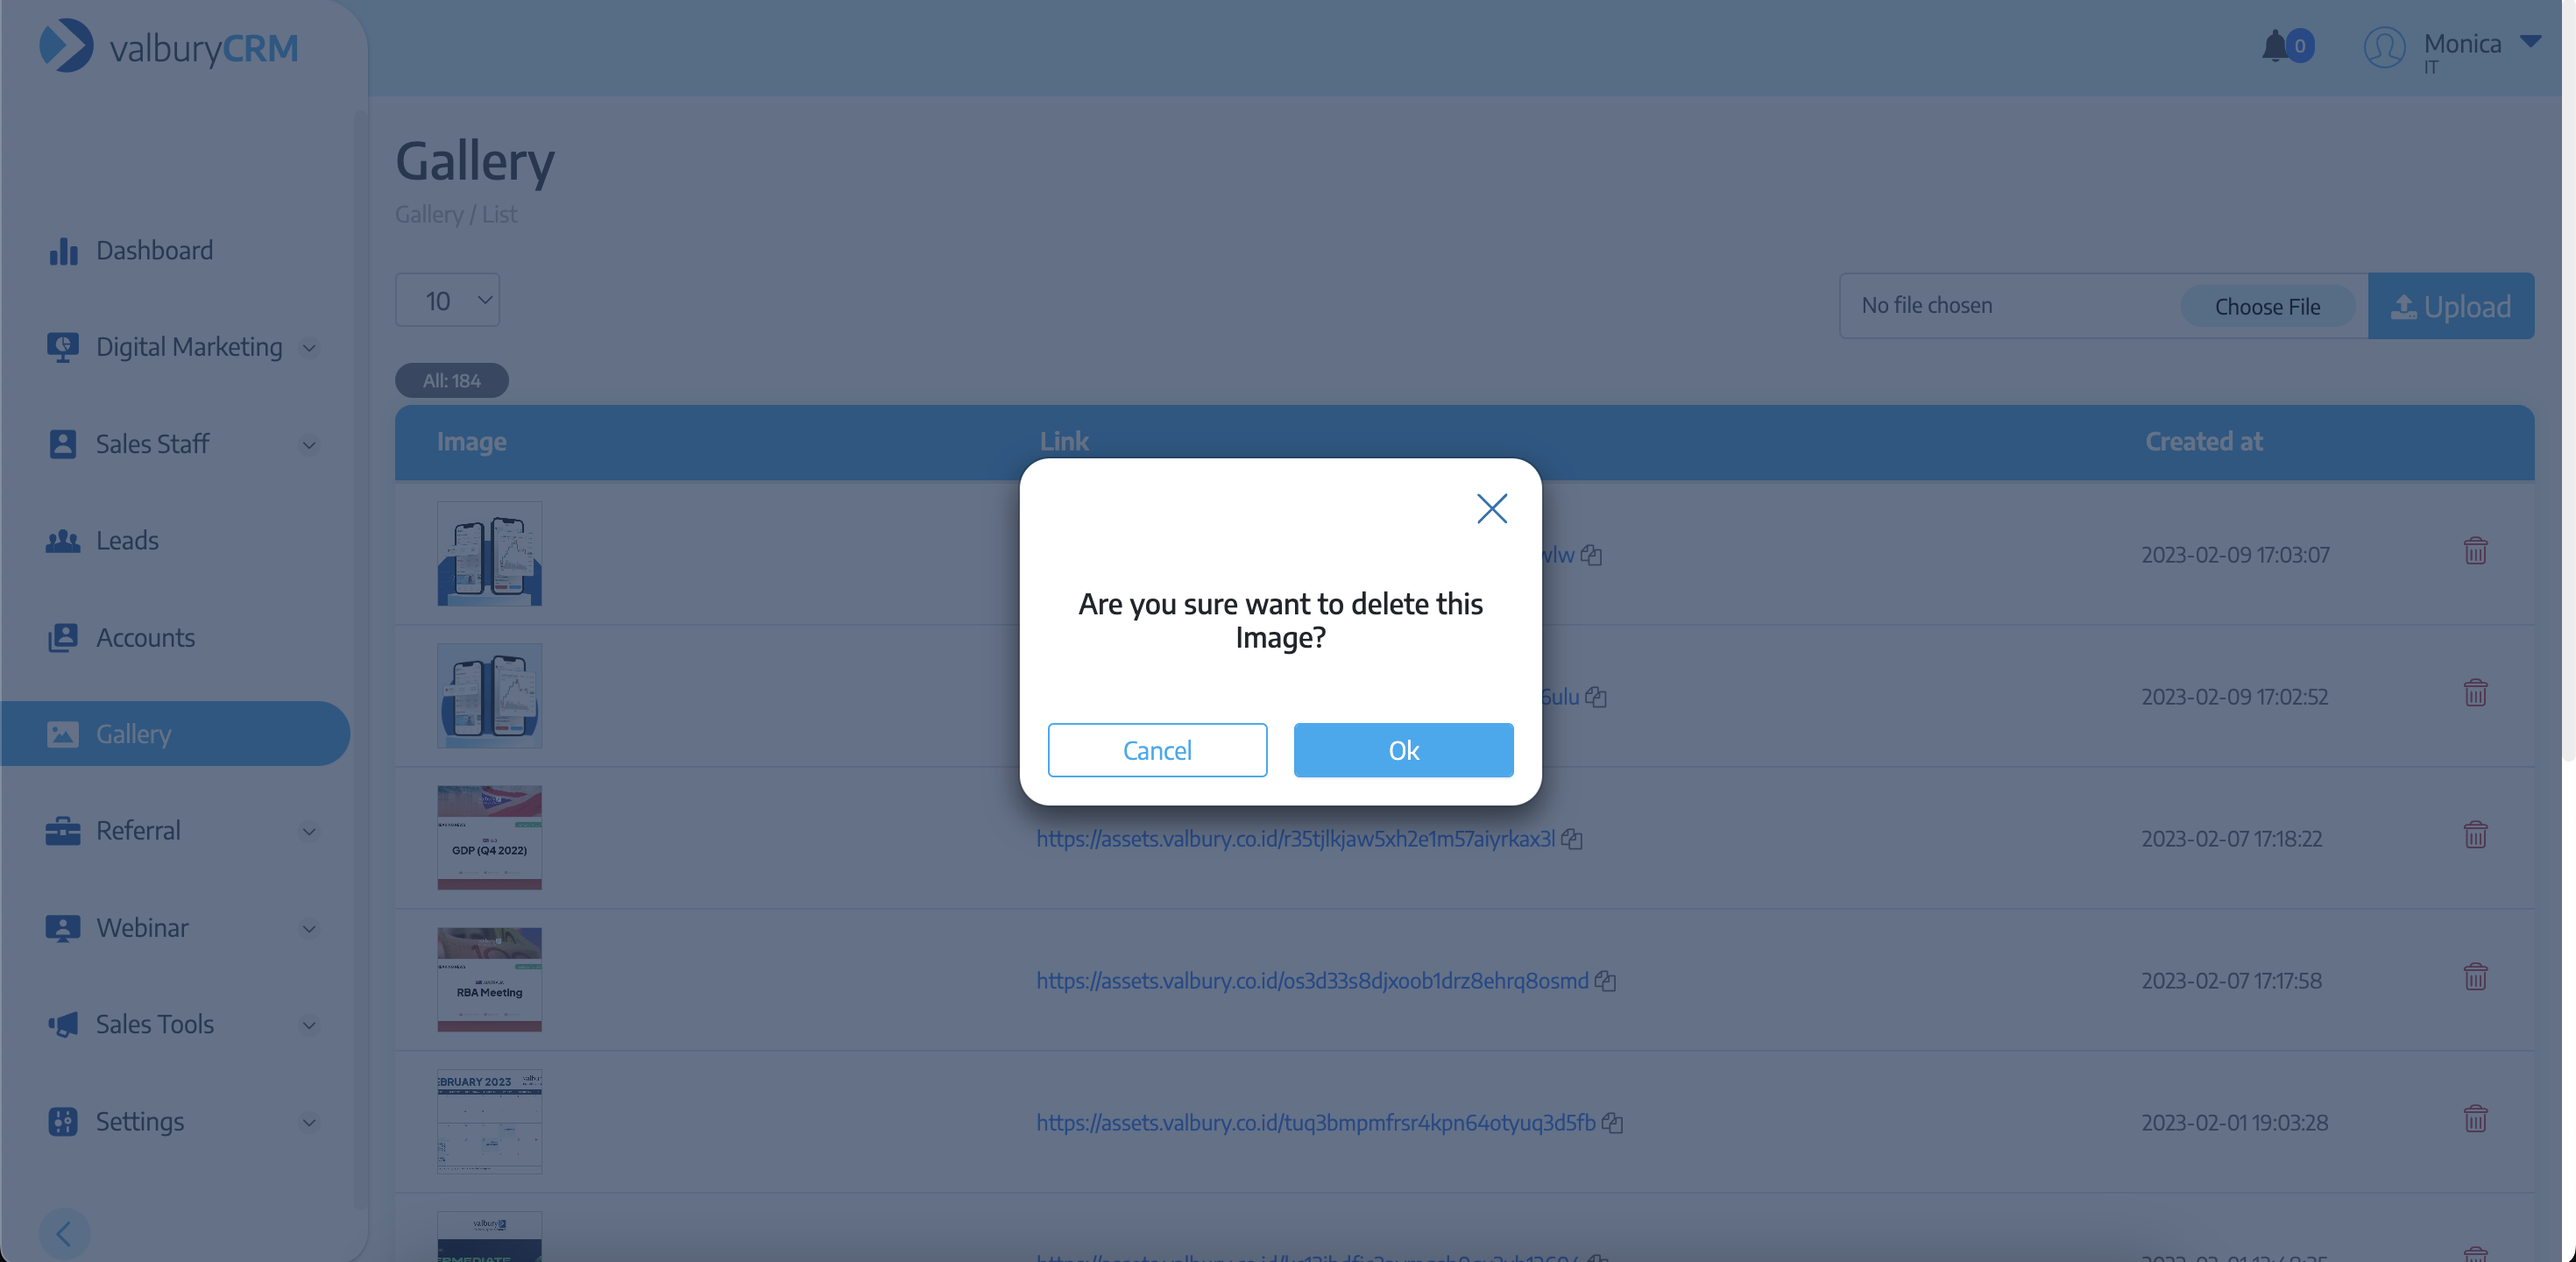 valburyCRM
0
Monica
IT
Gallery
Gallery / List
Dashboard
Digital Marketing
Sales Staff
Leads
Accounts
Gallery
Referral
Webinar
Sales Tools
Settings
10
No file chosen
Choose File
Upload
All: 184
Image
Link
Created at
wlw
2023-02-09 17:03:07
6ulu
2023-02-09 17:02:52
GDP (Q4 2022)
https://assets.valbury.co.id/r35tjlkjaw5xh2e1m57aiyrkax3l
2023-02-07 17:18:22
RBA Meeting
https://assets.valbury.co.id/os3d33s8djxoob1drz8ehrq8osmd
2023-02-07 17:17:58
EBRUARY 2023
https://assets.valbury.co.id/tuq3bmpmfrsr4kpn64otyuq3d5fb
2023-02-01 19:03:28
valbury
Are you sure want to delete this
Image?
Cancel
Ok